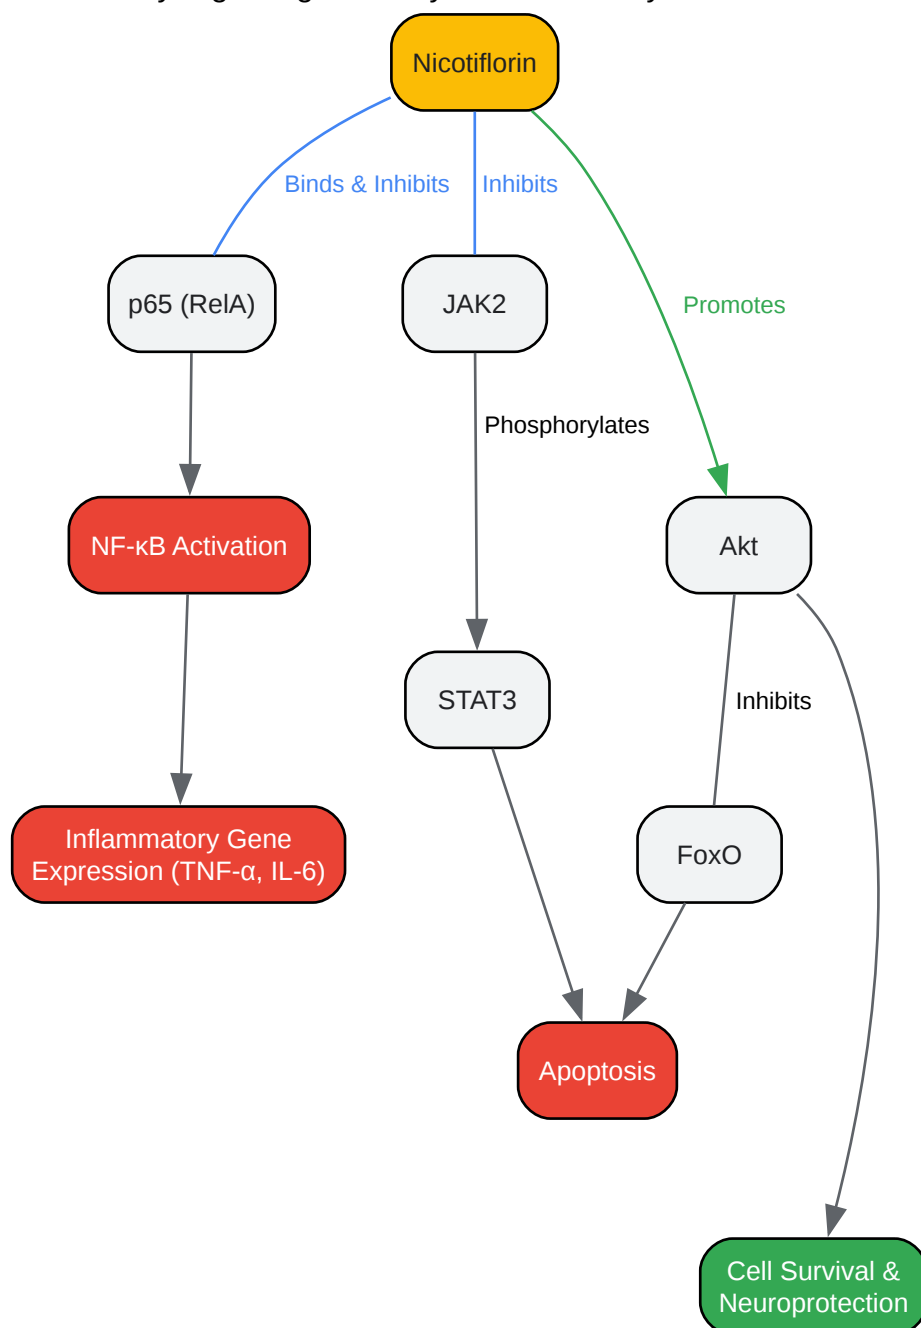 Nicotiflorin
Binds & Inhibits
Inhibits
p65 (RelA)
JAK2
Promotes
Phosphorylates
NF-κB Activation
Akt
STAT3
Inhibits
Inflammatory Gene
Expression (TNF-α, IL-6)
FoxO
Apoptosis
Cell Survival &
Neuroprotection